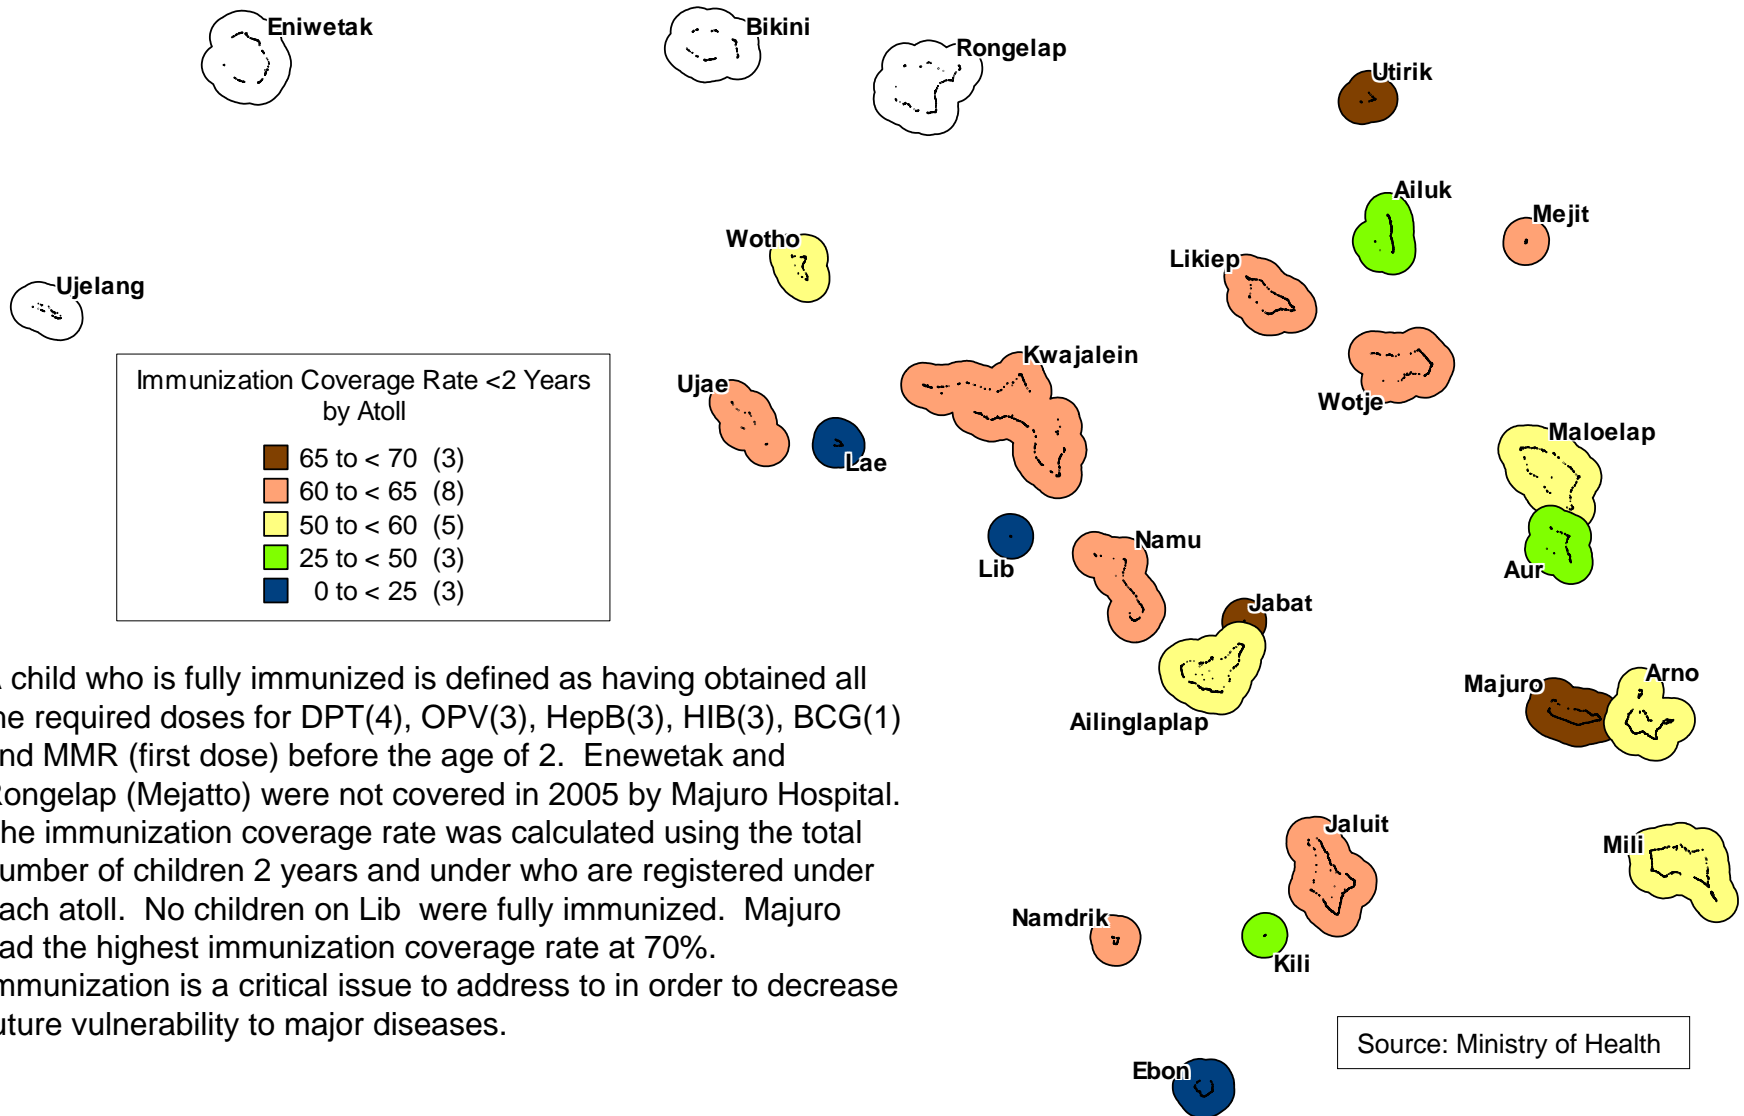 Eniwetak
Bikini
Rongelap
Utirik
Ailuk
Mejit
Wotho
Likiep
Ujelang
Kwajalein
Ujae
Wotje
Maloelap
Lae
Immunization Coverage Rate <2 Years
by Atoll
65 to < 70 (3)
60 to < 65 (8)
50 to < 60 (5)
25 to < 50 (3)
0 to < 25 (3)
Namu
Lib
Aur
Jabat
Majuro
Arno
Ailinglaplap
child who is fully immunized is defined as having obtained all
he required doses for DPT(4), OPV(3), HepB(3), HIB(3), BCG(1)
nd MMR (first dose) before the age of 2. Enewetak and
Rongelap (Mejatto) were not covered in 2005 by Majuro Hospital.
he immunization coverage rate was calculated using the total
umber of children 2 years and under who are registered under
ach atoll. No children on Lib were fully immunized. Majuro
ad the highest immunization coverage rate at 70%.
mmunization is a critical issue to address to in order to decrease
uture vulnerability to major diseases.
Jaluit
Mili
Namdrik
Kili
Source: Ministry of Health
Ebon